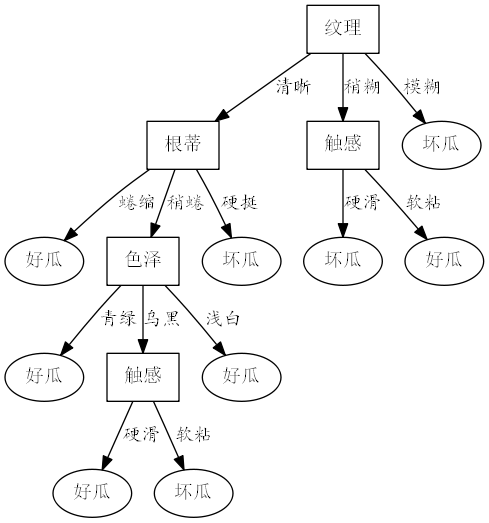 纹理
清晰 稍糊 模糊
根蒂 触感 坏瓜
蜷缩 稍蜷 硬挺 硬滑 软粘
好瓜 色泽 坏瓜 坏瓜 好瓜
青绿 乌黑 浅白
好瓜 触感 好瓜
硬滑 软粘
好瓜 坏瓜